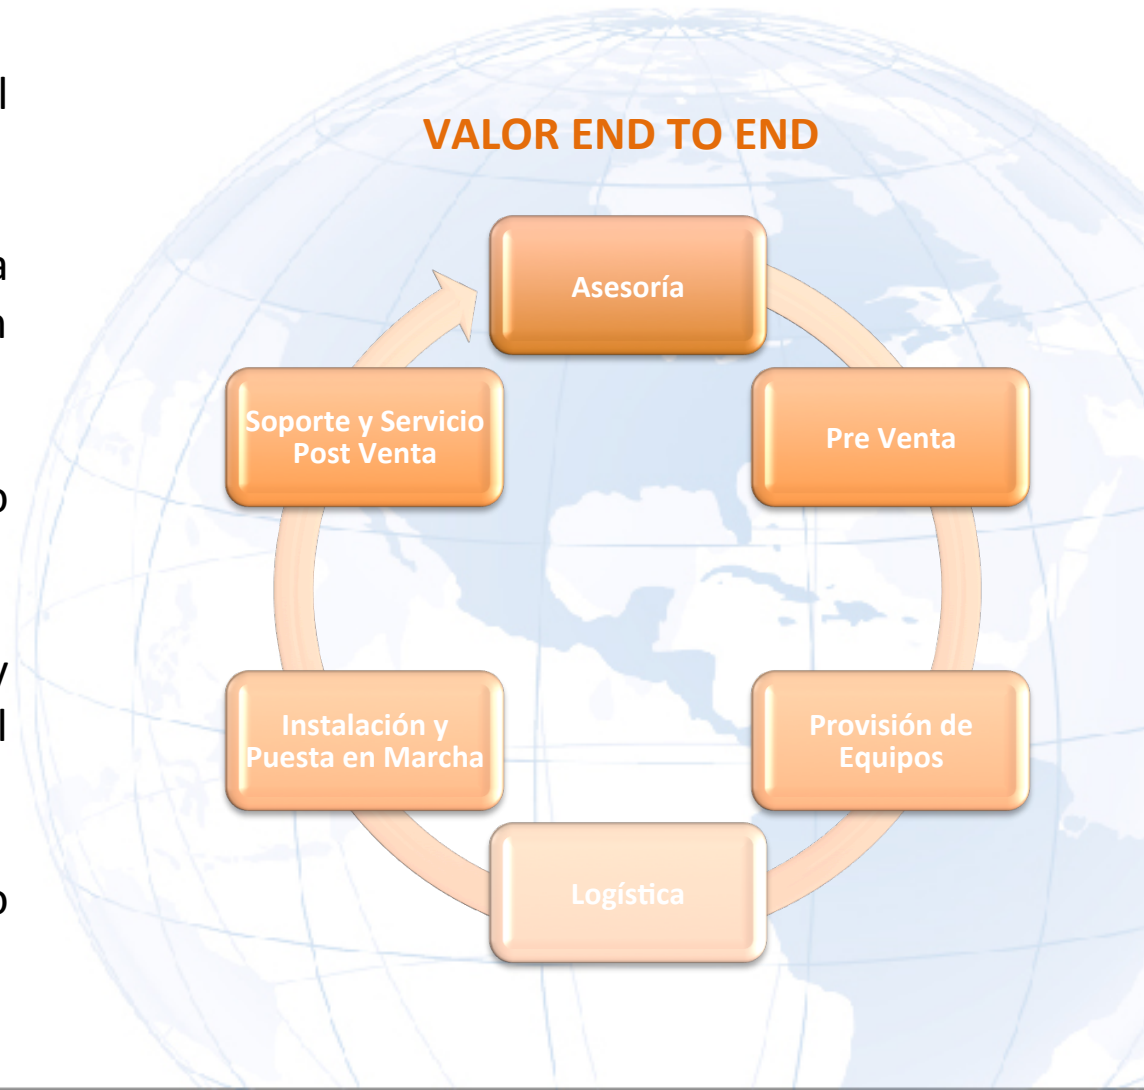 l
VALOR END TO END
a
n
Asesoría
Soporte y Servicio
Post Venta
Pre Venta
o
y
l
Instalación y
Puesta en Marcha
Provisión de
Equipos
Logística
o